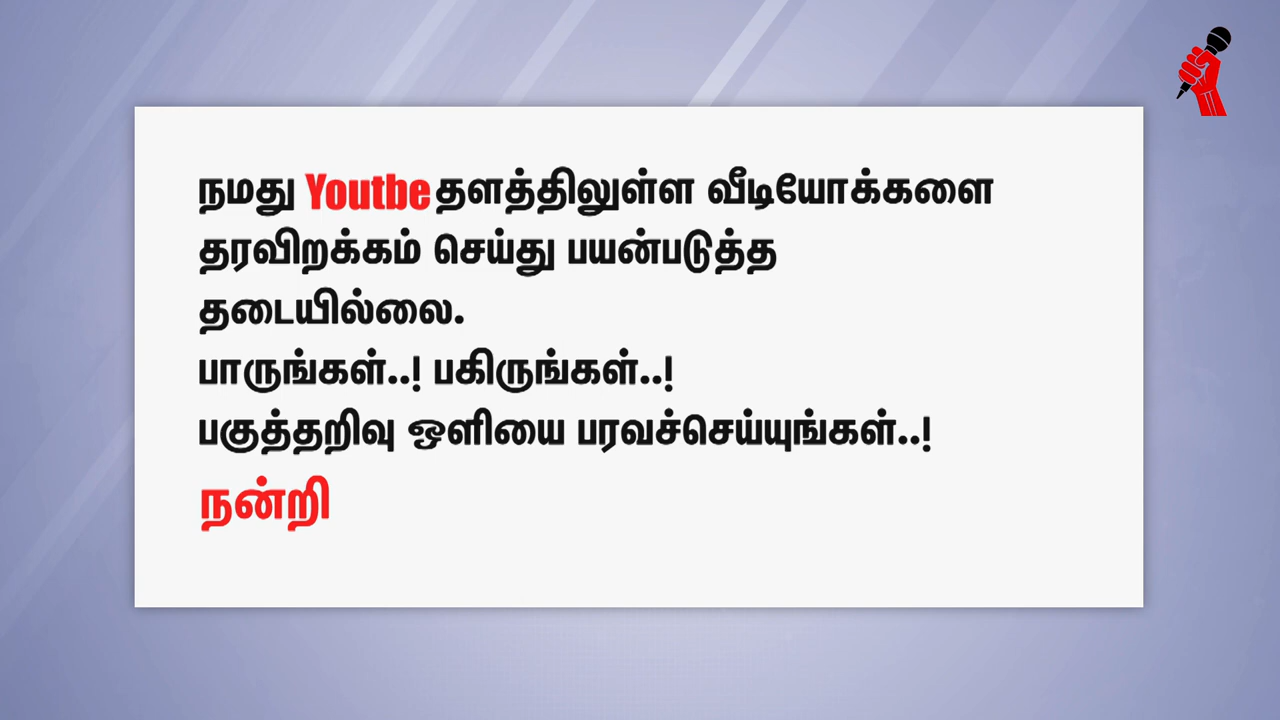 நமது Youtbe தளத்திலுள்ள வீடியோக்களை
தரவிறக்கம் செய்து பயன்படுத்த
தடையில்லை.
பாருங்கள்..! பகிருங்கள்..!
பகுத்தறிவு ஒளியை பரவச்செய்யுங்கள்..!
நன்றி